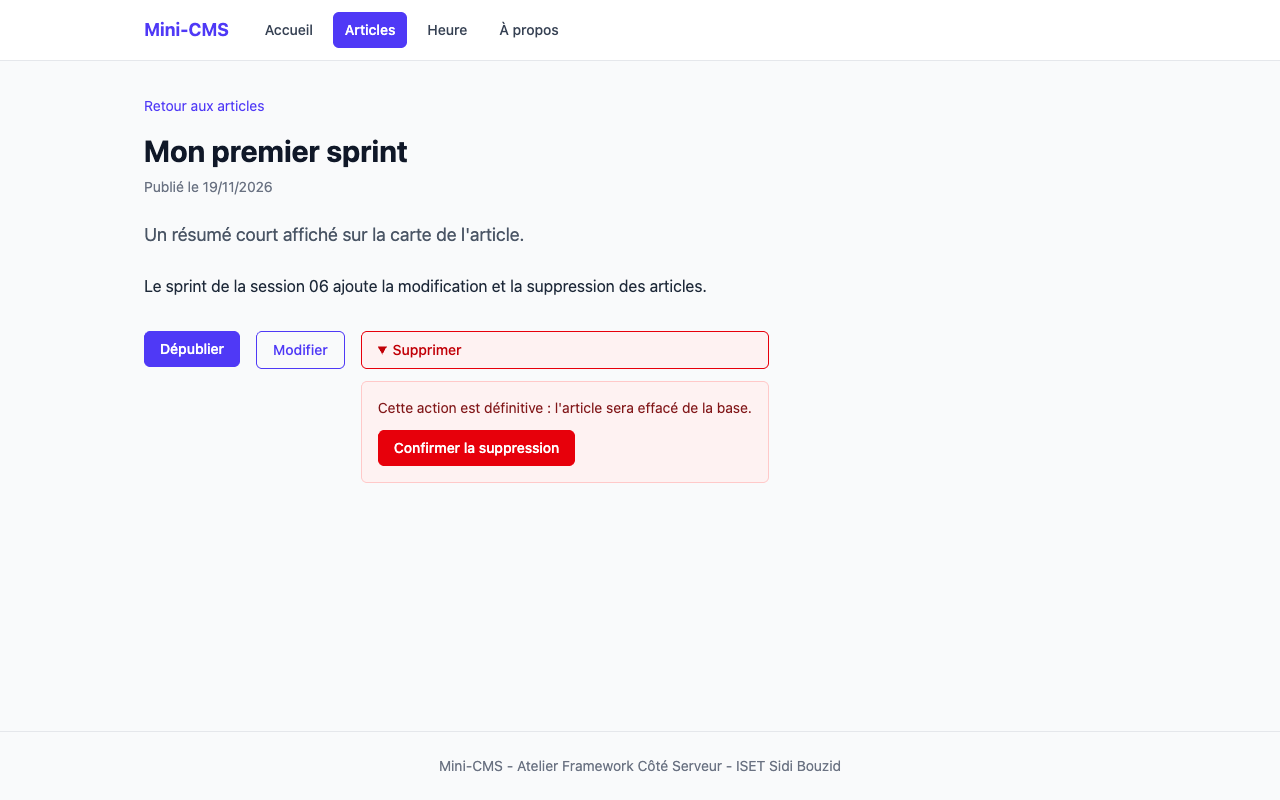 Mini-CMS Accueil Articles Heure À propos
Retour aux articles
Mon premier sprint
Publié le 19/11/2026
Un résumé court affiché sur la carte de l'article.
Le sprint de la session 06 ajoute la modification et la suppression des articles.
Dépublier Modifier ▼ Supprimer
Cette action est définitive : l'article sera effacé de la base.
Confirmer la suppression
Mini-CMS - Atelier Framework Côté Serveur - ISET Sidi Bouzid